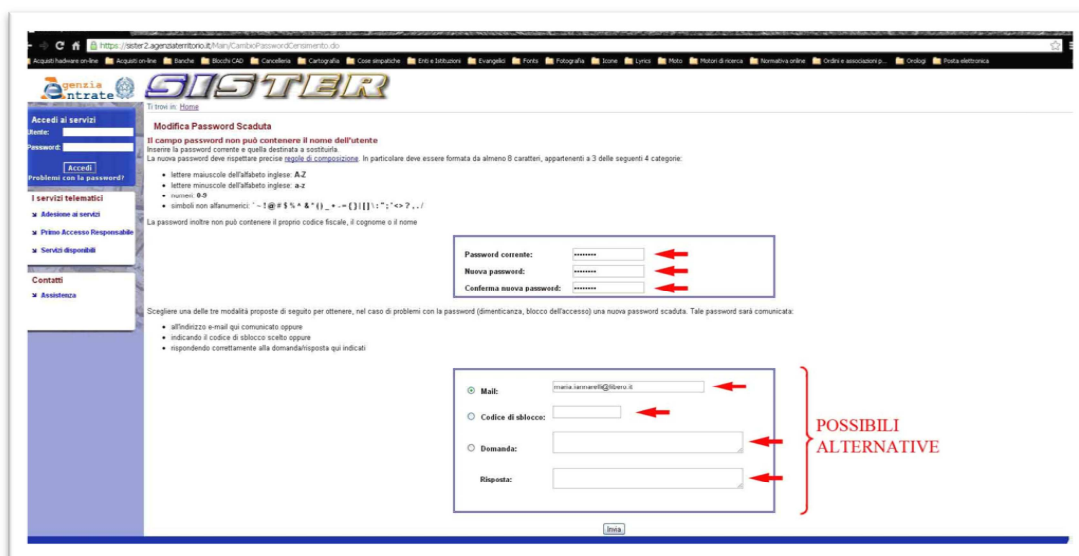 https://sister2.agenziaterritorio.it/Main/CambioPasswordCensimento.do
Acquisti hadware on-line Acquisti on-line Banche Blocchi CAD Cancelleria Cartografia Cose simpatiche Enti e Istituzioni Evangelici Fonts Fotografia Icone Lyrics Moto Motori di ricerca Normativa online Ordini e associazioni p... Orologi Posta elettronica
agenzia
entrate
SISTER
Ti trovi in: Home
Accedi ai servizi
Utente:
Password:
Accedi
Problemi con la password?
I servizi telematici
Adesione ai servizi
Primo Accesso Responsabile
Servizi disponibili
Contatti
Assistenza
Modifica Password Scaduta
Il campo password non può contenere il nome dell'utente
Inserire la password corrente e quella destinata a sostituirla.
La nuova password deve rispettare precise regole di composizione. In particolare deve essere formata da almeno 8 caratteri, appartenenti a 3 delle seguenti 4 categorie:
• lettere maiuscole dell'alfabeto inglese: A-Z
• lettere minuscole dell'alfabeto inglese: a-z
• numeri: 0-9
• simboli non alfanumerici: ` ~ ! @ # $ % ^ & * ( ) _ + - = { } | [ ] \ : " ; ' < > ? , . /
La password inoltre non può contenere il proprio codice fiscale, il cognome o il nome
Password corrente: ••••••••
Nuova password: ••••••••
Conferma nuova password: ••••••••
Scegliere una delle tre modalità proposte di seguito per ottenere, nel caso di problemi con la password (dimenticanza, blocco dell'accesso) una nuova password scaduta. Tale password sarà comunicata:
• all'indirizzo e-mail qui comunicato oppure
• indicando il codice di sblocco scelto oppure
• rispondendo correttamente alla domanda/risposta qui indicati
Mail: maria.iannarelli@libero.it
Codice di sblocco:
Domanda:
Risposta:
POSSIBILI
ALTERNATIVE
Invia